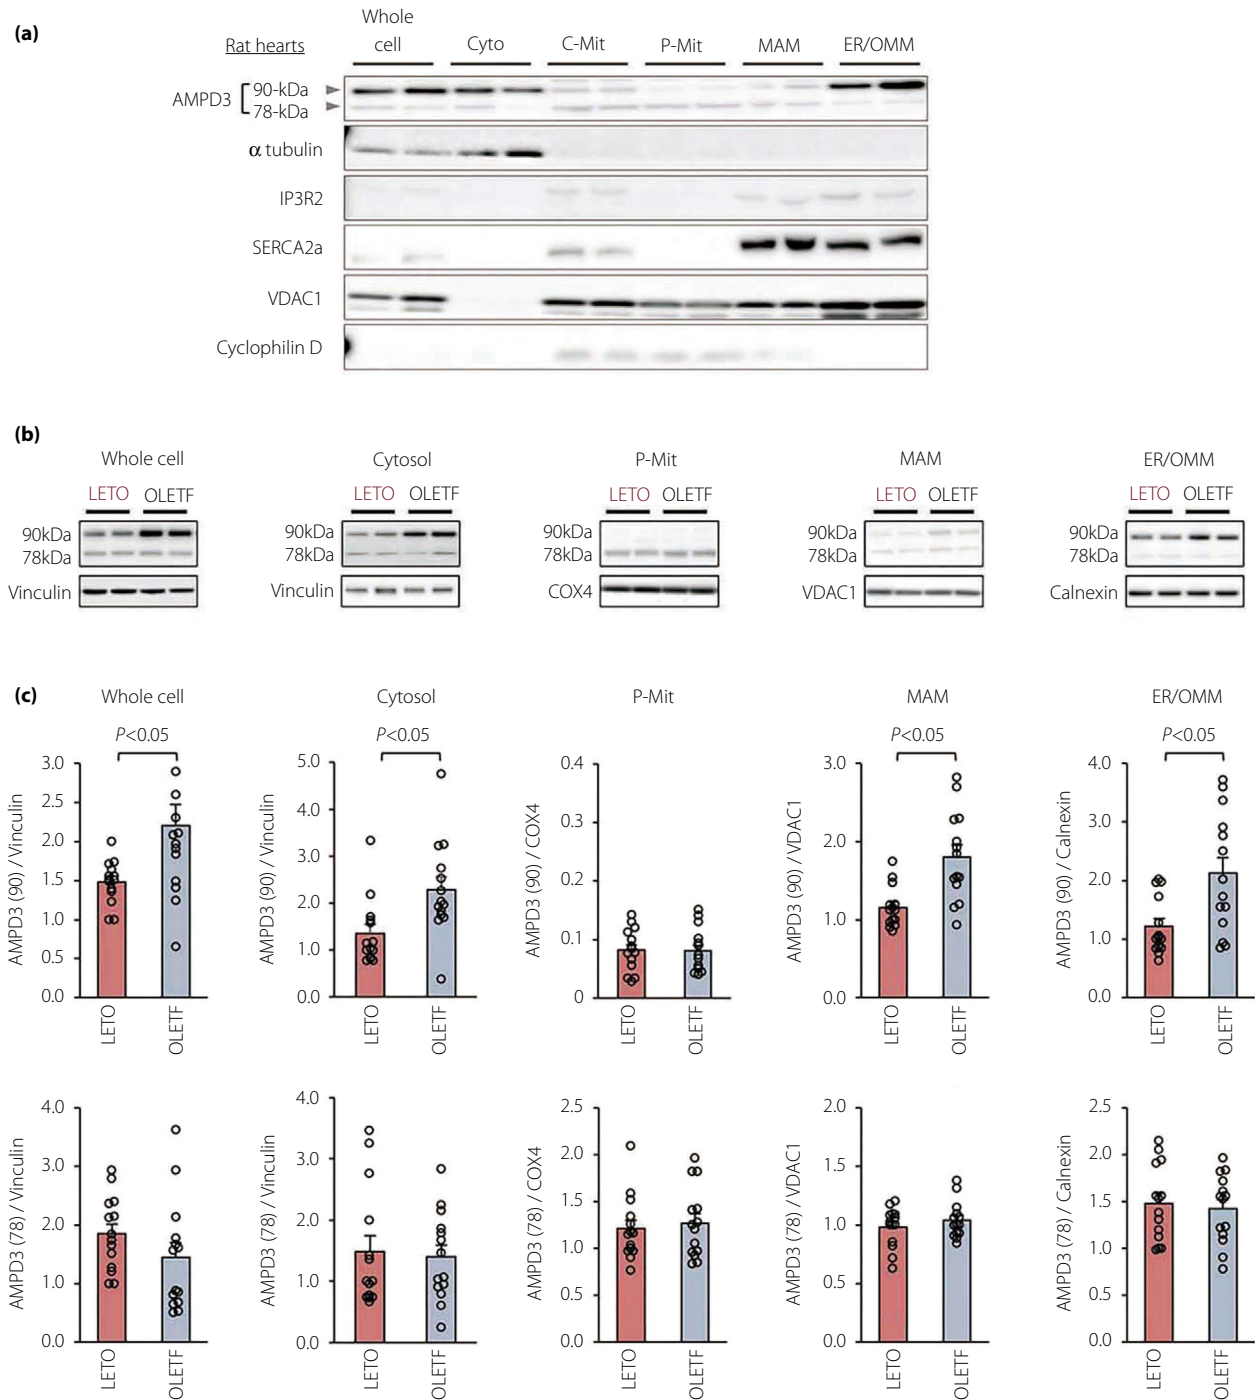 (a)
Rat hearts
Whole cell
Cyto
C-Mit
P-Mit
MAM
ER/OMM
AMPD3
90-kDa
78-kDa
α tubulin
IP3R2
SERCA2a
VDAC1
Cyclophilin D
(b)
Whole cell
LETO OLETF
90kDa
78kDa
Vinculin
Cytosol
LETO OLETF
90kDa
78kDa
Vinculin
P-Mit
LETO OLETF
90kDa
78kDa
COX4
MAM
LETO OLETF
90kDa
78kDa
VDAC1
ER/OMM
LETO OLETF
90kDa
78kDa
Calnexin
(c)
Whole cell
P<0.05
AMPD3 (90) / Vinculin
3.0
2.5
2.0
1.5
1.0
0.5
0.0
LETO
OLETF
Cytosol
P<0.05
AMPD3 (90) / Vinculin
5.0
4.0
3.0
2.0
1.0
0.0
LETO
OLETF
P-Mit
AMPD3 (90) / COX4
0.4
0.3
0.2
0.1
0
LETO
OLETF
MAM
P<0.05
AMPD3 (90) / VDAC1
3.0
2.0
1.0
0.0
LETO
OLETF
ER/OMM
P<0.05
AMPD3 (90) / Calnexin
4.0
3.0
2.0
1.0
0.0
LETO
OLETF
AMPD3 (78) / Vinculin
4.0
3.0
2.0
1.0
0.0
LETO
OLETF
AMPD3 (78) / Vinculin
4.0
3.0
2.0
1.0
0.0
LETO
OLETF
AMPD3 (78) / COX4
2.5
2.0
1.5
1.0
0.5
0.0
LETO
OLETF
AMPD3 (78) / VDAC1
2.0
1.5
1.0
0.5
0.0
LETO
OLETF
AMPD3 (78) / Calnexin
2.5
2.0
1.5
1.0
0.5
0.0
LETO
OLETF